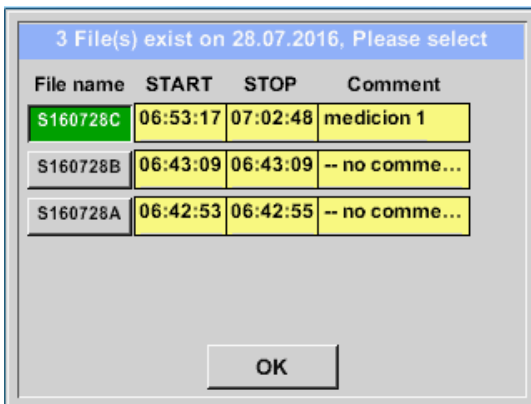 3 File(s) exist on 28.07.2016, Please select
File name START STOP Comment
S160728C 06:53:17 07:02:48 medicion 1
S160728B 06:43:09 06:43:09 -- no comme...
S160728A 06:42:53 06:42:55 -- no comme...
OK